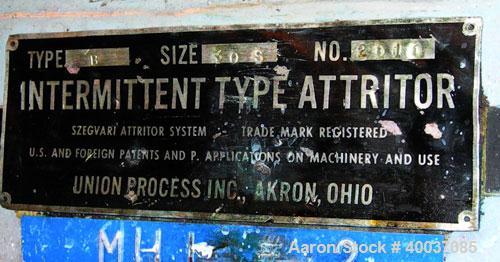 TYPE B SIZE 30 S NO.
INTERMITTENT TYPE ATTRITOR
SZEGVARI ATTRITOR SYSTEM TRADE MARK REGISTERED
U.S. AND FOREIGN PATENTS AND P. APPLICATIONS ON MACHINERY AND USE
UNION PROCESS INC., AKRON, OHIO
Aaron Stock # 40037085